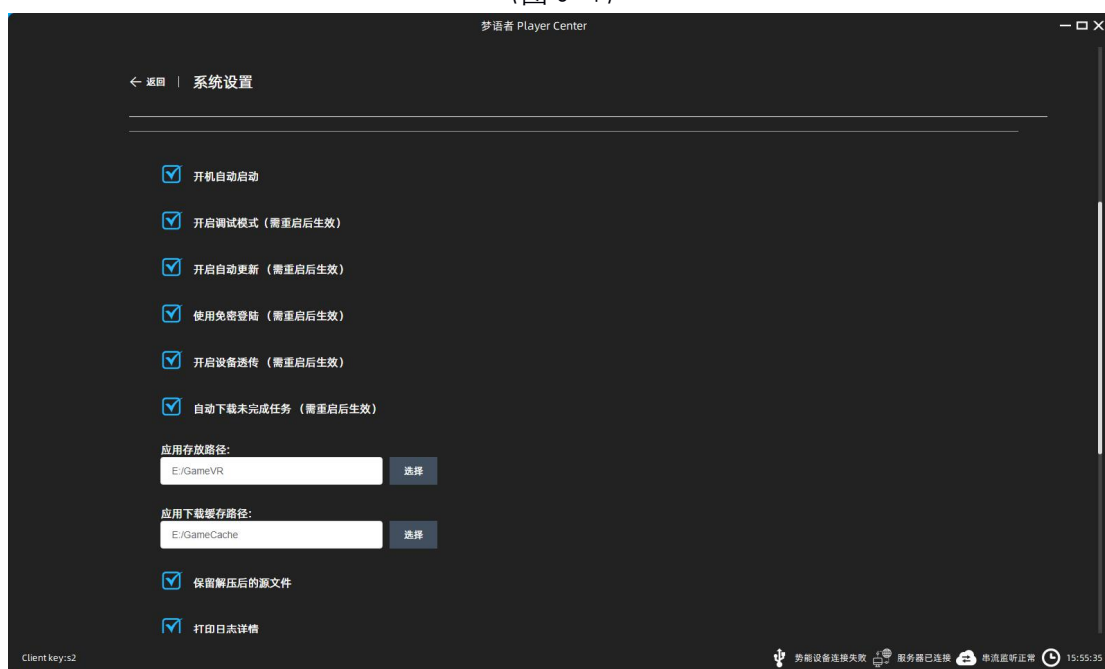 梦语者 Player Center
返回
系统设置
开机自动启动
开启调试模式（需重启后生效）
开启自动更新 （需重启后生效）
使用免密登陆 （需重启后生效）
开启设备透传 （需重启后生效）
自动下载未完成任务 （需重启后生效）
应用存放路径:
E:/GameVR 选择
应用下载缓存路径:
E:/GameCache 选择
保留解压后的源文件
打印日志详情
Client key:s2 势能设备连接失败 服务器已连接 串流监听正常 15:55:35